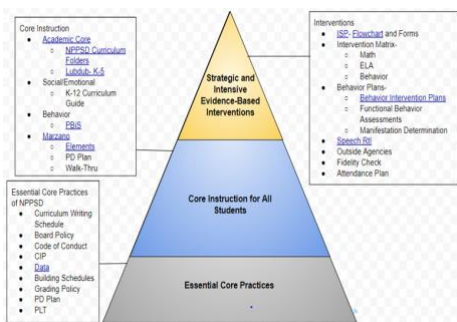 Core Instruction
Academic Core
NPPSD Curriculum
Folders
Lubdub- K-5
Social/Emotional
K-12 Curriculum
Guide
Behavior
PBiS
Marzano
Elements
PD Plan
Walk-Thru
Essential Core Practices
of NPPSD
Curriculum Writing
Schedule
Board Policy
Code of Conduct
CIP
Data
Building Schedules
Grading Policy
PD Plan
PLT
Strategic and
Intensive
Evidence-Based
Interventions
Core Instruction for All
Students
Essential Core Practices
Interventions
ISP- Flowchart and Forms
Intervention Matrix-
Math
ELA
Behavior
Behavior Plans-
Behavior Intervention Plans
Functional Behavior
Assessments
Manifestation Determination
Speech RtI
Outside Agencies
Fidelity Check
Attendance Plan